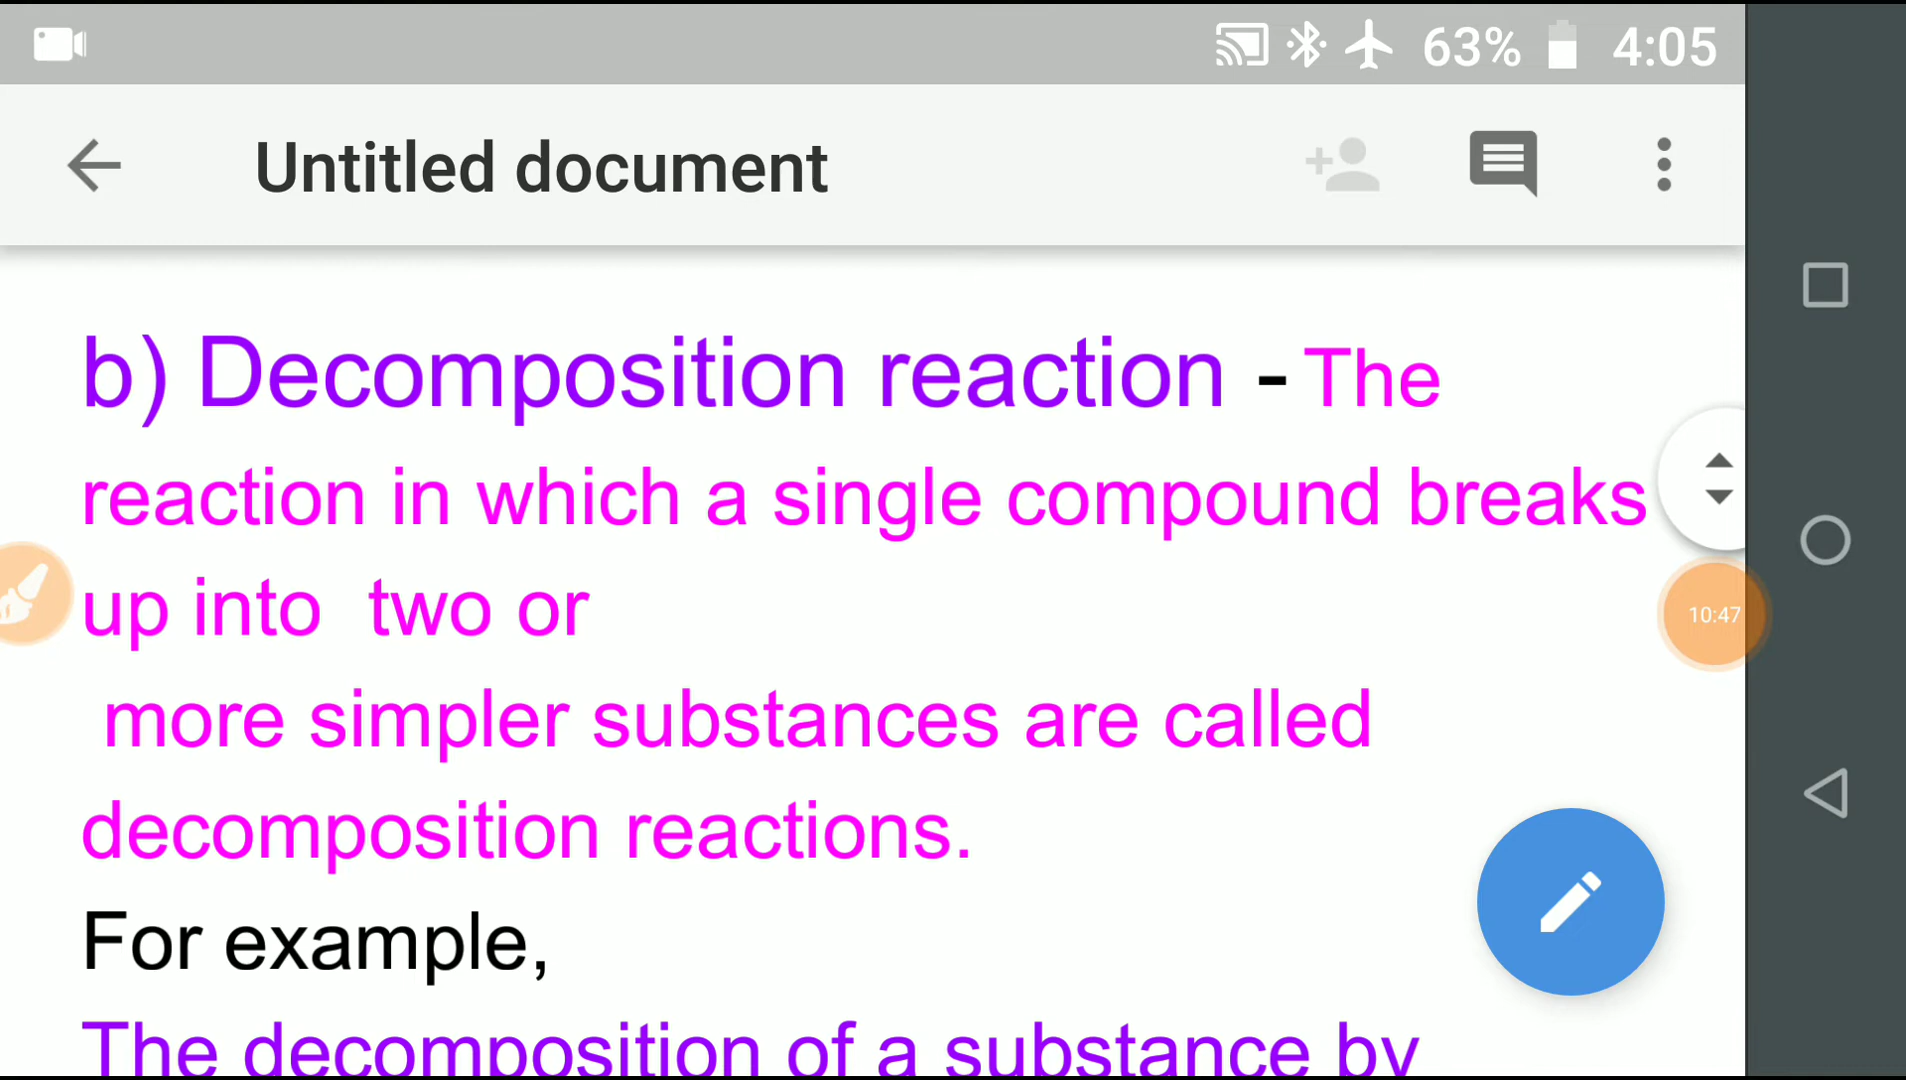 63% 4:05
Untitled document
b) Decomposition reaction - The
reaction in which a single compound breaks
up into two or
10:47
more simpler substances are called
decomposition reactions.
For example,
The decomposition of a substance by